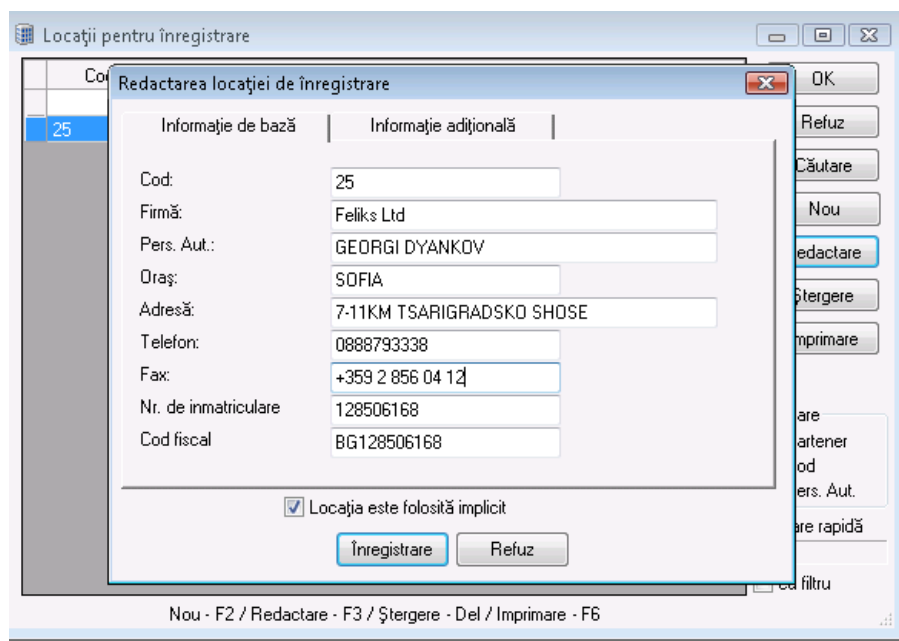 Locaţii pentru înregistrare
Redactarea locaţiei de înregistrare
Informaţie de bază
Informaţie adiţională
Cod:
25
Firmă:
Feliks Ltd
Pers. Aut.:
GEORGI DYANKOV
Oraş:
SOFIA
Adresă:
7-11KM TSARIGRADSKO SHOSE
Telefon:
0888793338
Fax:
+359 2 856 04 12
Nr. de inmatriculare
128506168
Cod fiscal
BG128506168
Locaţia este folosită implicit
Înregistrare
Refuz
25
OK
Refuz
Căutare
Nou
edactare
Ştergere
mprimare
are
artener
od
ers. Aut.
are rapidă
cu filtru
Nou - F2 / Redactare - F3 / Ştergere - Del / Imprimare - F6